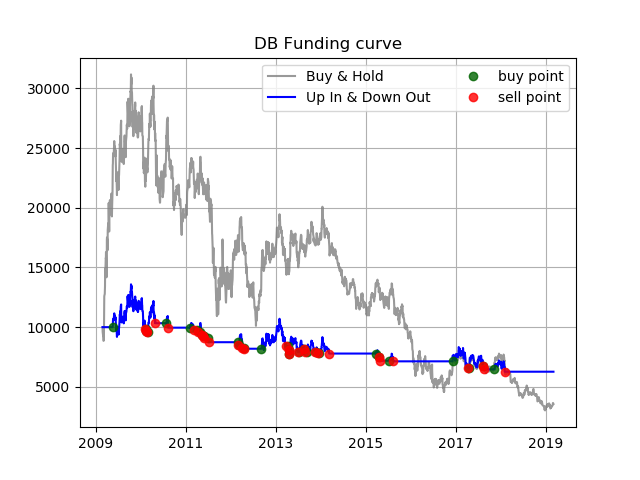 DB Funding curve
Buy & Hold
Up In & Down Out
buy point
sell point
30000
25000
20000
15000
10000
5000
2009 2011 2013 2015 2017 2019